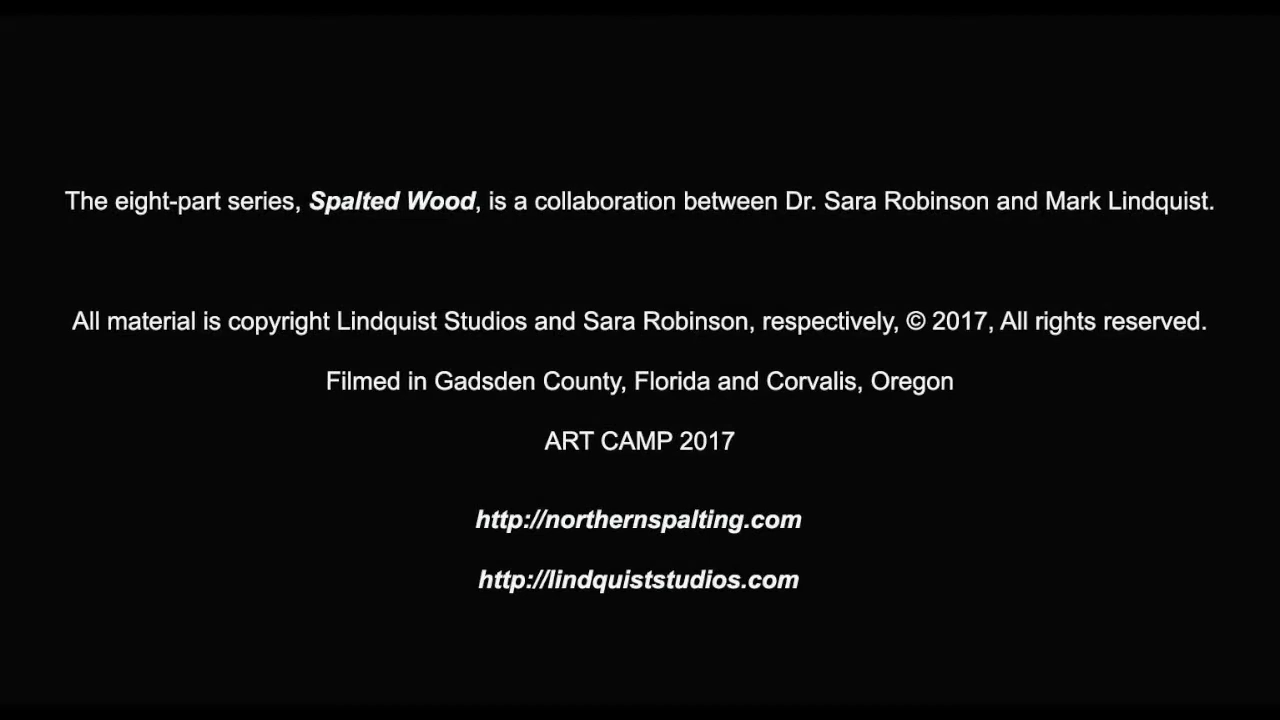 The eight-part series, Spalted Wood, is a collaboration between Dr. Sara Robinson and Mark Lindquist.
All material is copyright Lindquist Studios and Sara Robinson, respectively, © 2017, All rights reserved.
Filmed in Gadsden County, Florida and Corvalis, Oregon
ART CAMP 2017
http://northernspalting.com
http://lindquiststudios.com